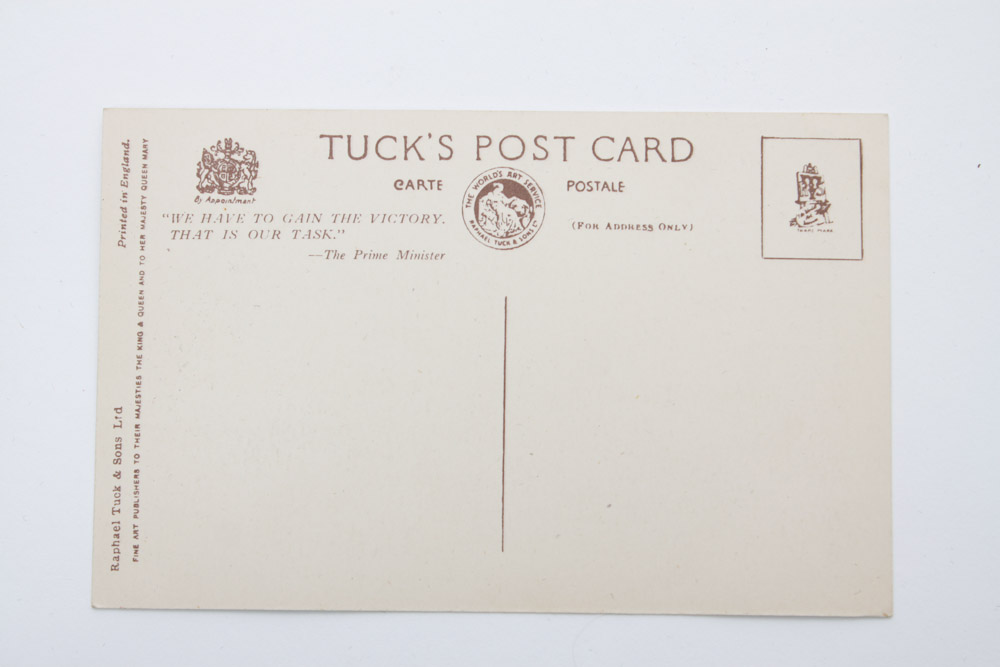 TUCK'S POST CARD
CARTE POSTALE
By Appointment
THE WORLD'S ART SERVICE
RAPHAEL TUCK & SONS LD
(FOR ADDRESS ONLY)
TRADE MARK
"WE HAVE TO GAIN THE VICTORY.
THAT IS OUR TASK."
—The Prime Minister
Raphael Tuck & Sons Ltd
Printed in England.
FINE ART PUBLISHERS TO THEIR MAJESTIES THE KING & QUEEN AND TO HER MAJESTY QUEEN MARY